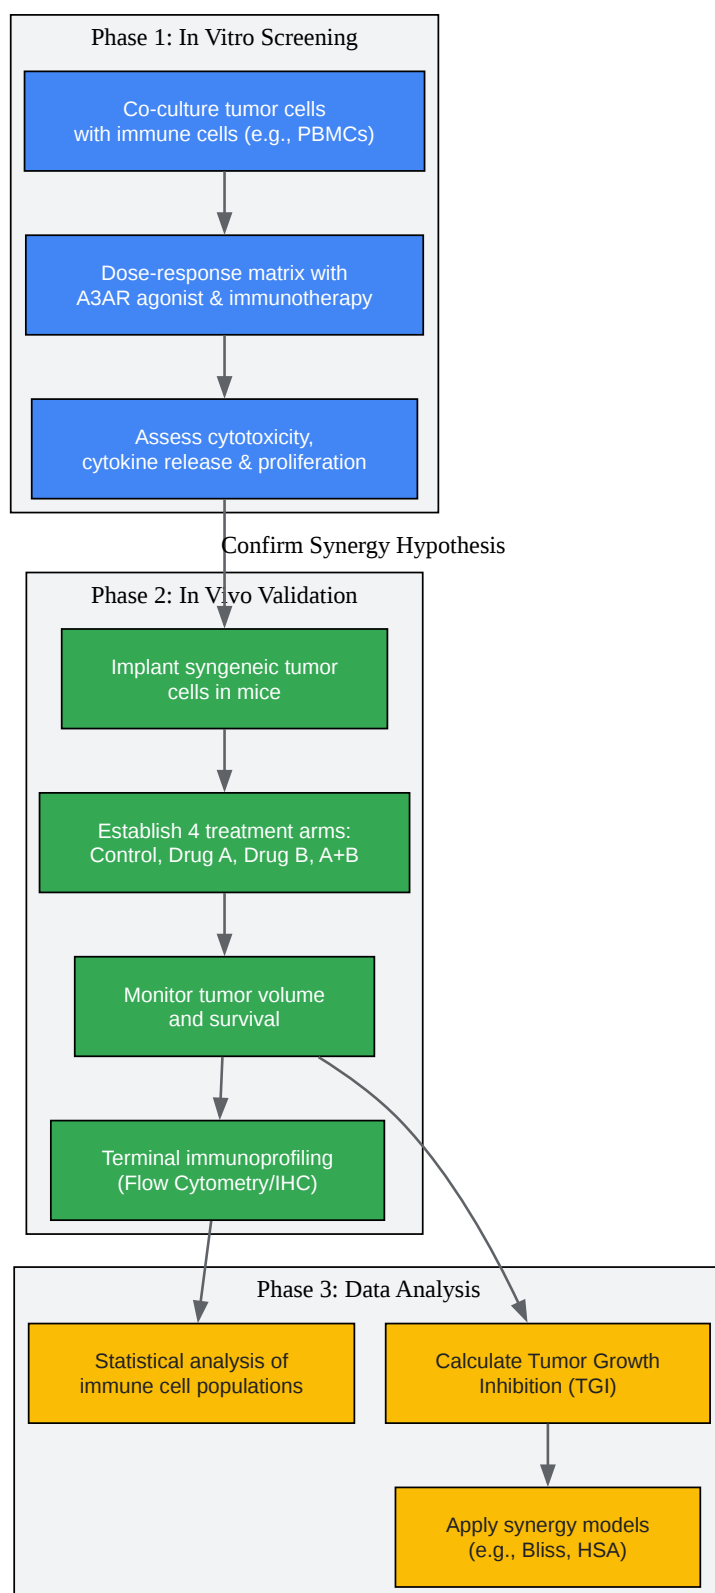 Phase 1: In Vitro Screening
Co-culture tumor cells
with immune cells (e.g., PBMCs)
Dose-response matrix with
A3AR agonist & immunotherapy
Assess cytotoxicity,
cytokine release & proliferation
Confirm Synergy Hypothesis
Phase 2: In Vivo Validation
Implant syngeneic tumor
cells in mice
Establish 4 treatment arms:
Control, Drug A, Drug B, A+B
Monitor tumor volume
and survival
Terminal immunoprofiling
(Flow Cytometry/IHC)
Phase 3: Data Analysis
Statistical analysis of
immune cell populations
Calculate Tumor Growth
Inhibition (TGI)
Apply synergy models
(e.g., Bliss, HSA)